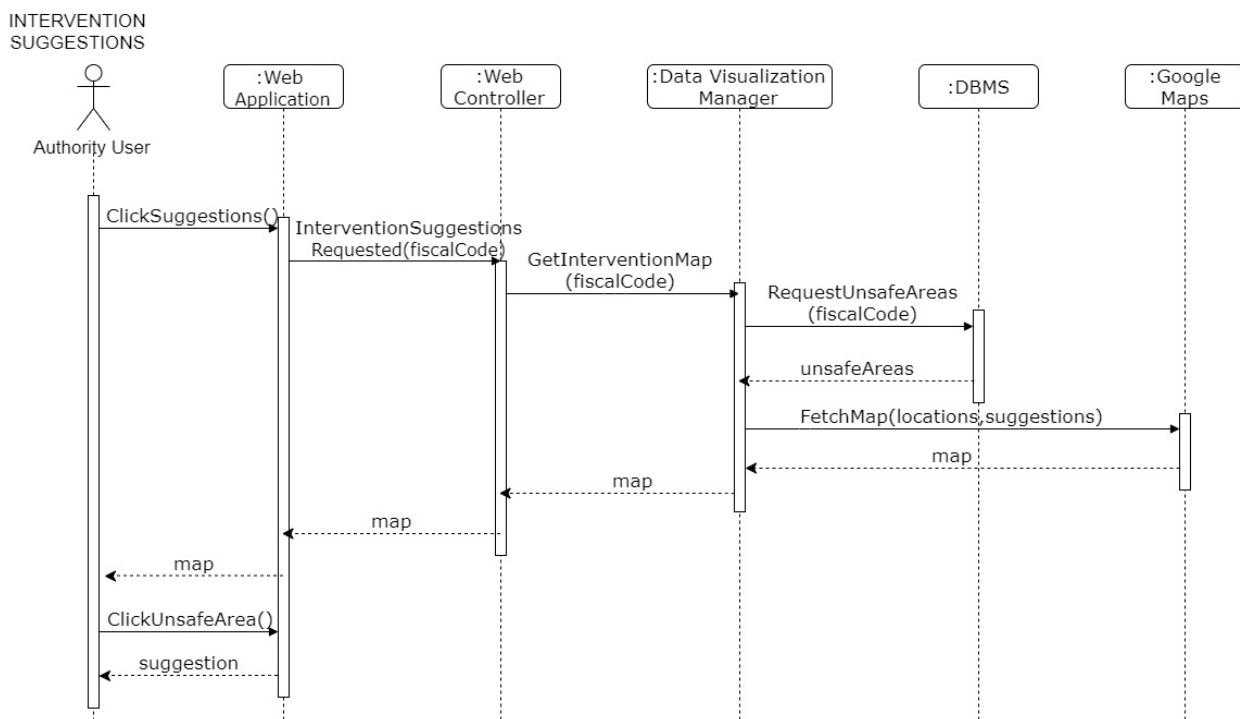 INTERVENTION
SUGGESTIONS
:Web
Application
:Web
Controller
:Data Visualization
Manager
:DBMS
:Google
Maps
Authority User
ClickSuggestions()
InterventionSuggestions
Requested(fiscalCode)
GetInterventionMap
(fiscalCode)
RequestUnsafeAreas
(fiscalCode)
unsafeAreas
FetchMap(locations,suggestions)
map
map
map
map
ClickUnsafeArea()
suggestion